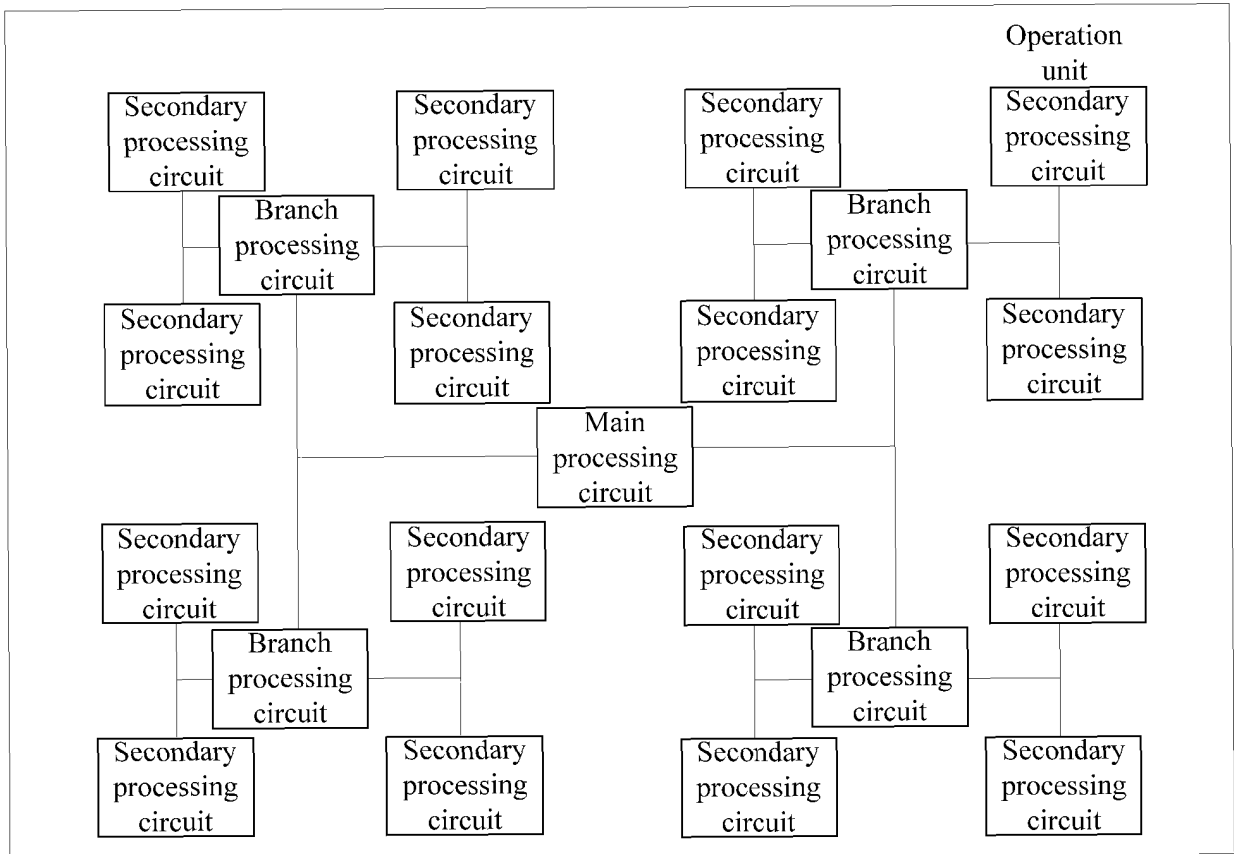 Operation
unit
Secondary
processing
circuit
Secondary
processing
circuit
Secondary
processing
circuit
Secondary
processing
circuit
Branch
processing
circuit
Branch
processing
circuit
Secondary
processing
circuit
Secondary
processing
circuit
Secondary
processing
circuit
Secondary
processing
circuit
Main
processing
circuit
Secondary
processing
circuit
Secondary
processing
circuit
Secondary
processing
circuit
Secondary
processing
circuit
Branch
processing
circuit
Branch
processing
circuit
Secondary
processing
circuit
Secondary
processing
circuit
Secondary
processing
circuit
Secondary
processing
circuit